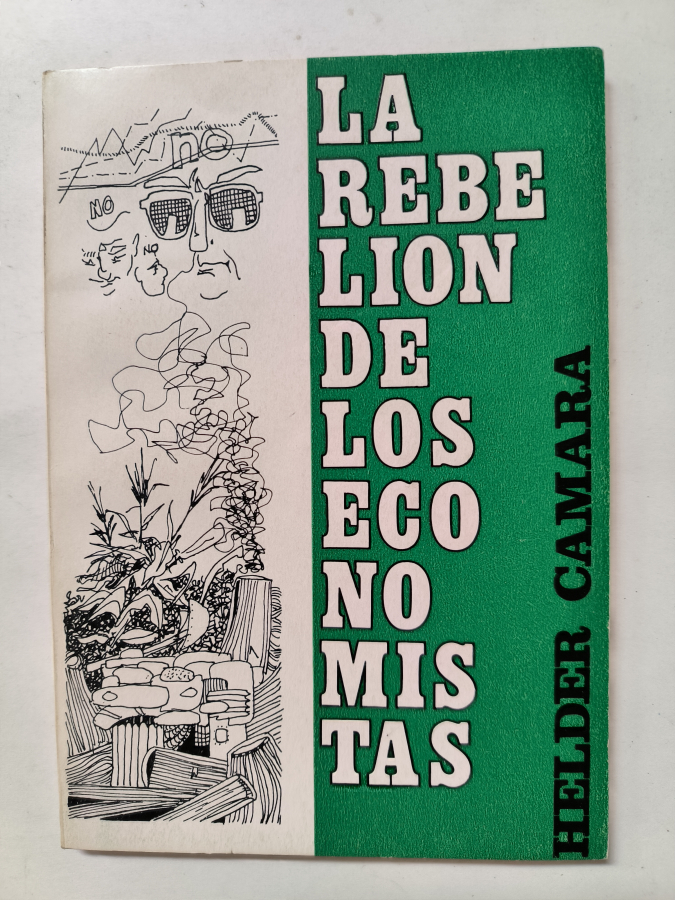 no
NO
NO
LA
REBE
LION
DE
LOS
ECO
NO
MIS
TAS
HELDER CAMARA